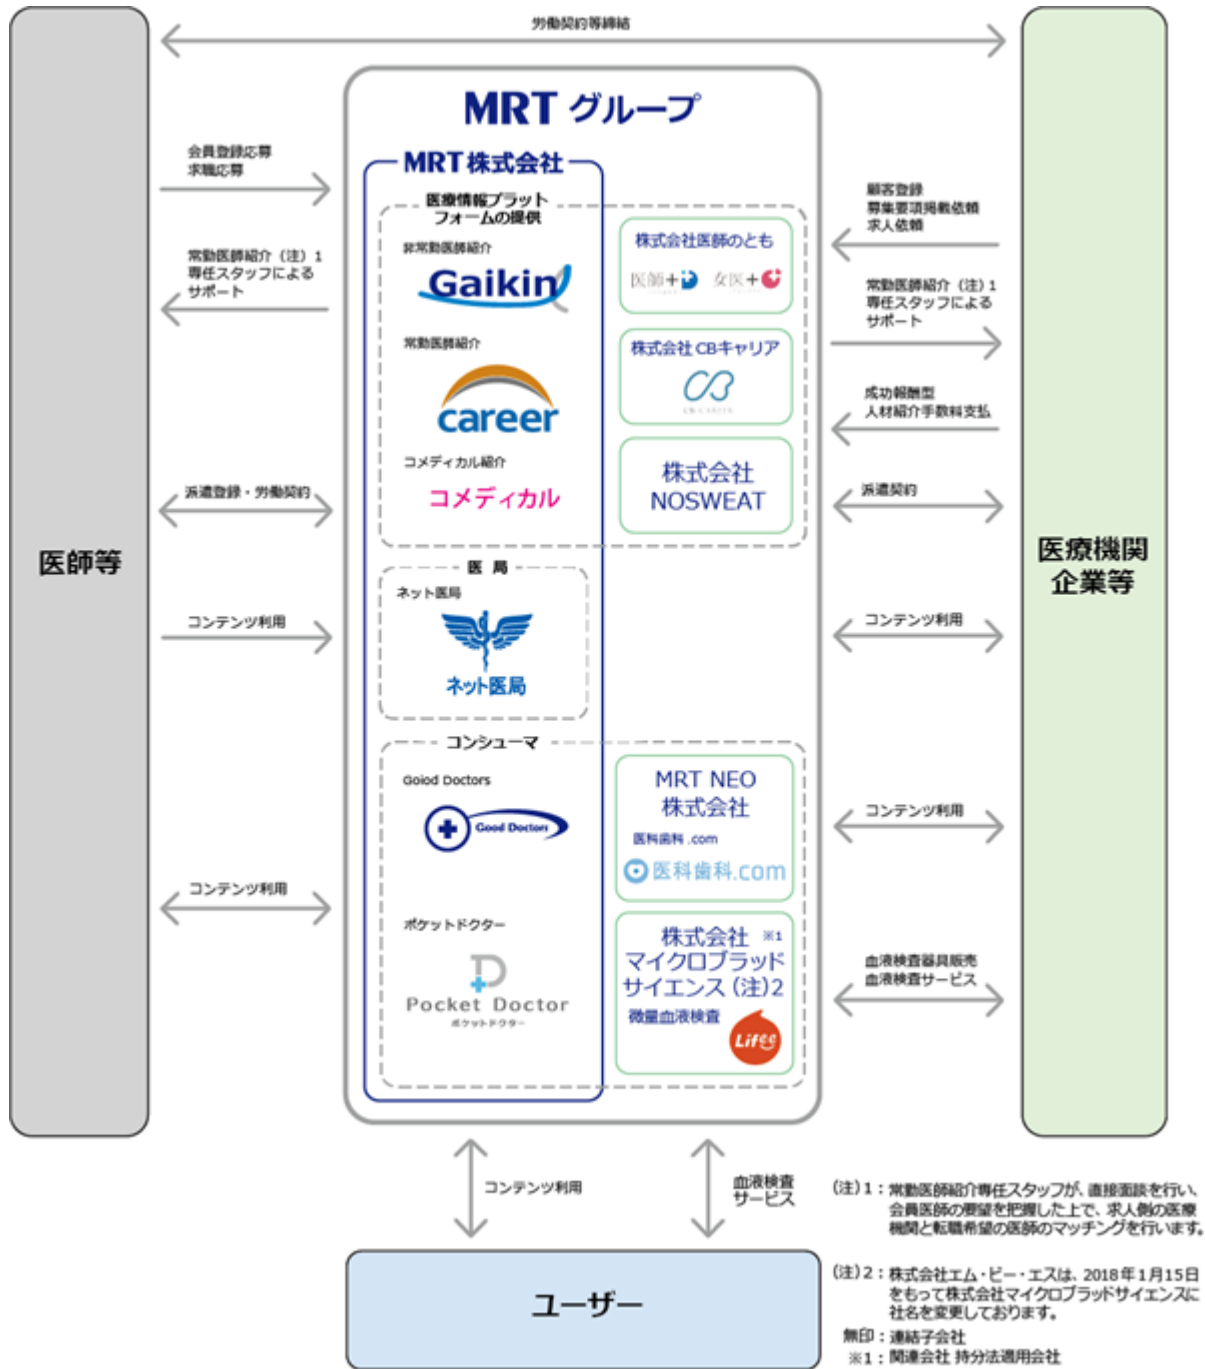 労働契約等締結
MRT グループ
MRT 株式会社
会員登録応募
求職応募
常勤医師紹介（注）1
専任スタッフによる
サポート
派遣登録・労働契約
コンテンツ利用
コンテンツ利用
医師等
医療情報プラット
フォームの提供
非常勤医師紹介
Gaikin
常勤医師紹介
career
コメディカル紹介
コメディカル
株式会社医師のとも
医師+
女医+
株式会社 CBキャリア
CB CAREER
株式会社
NOSWEAT
医 局
ネット医局
ネット医局
コンシューマ
Goiod Doctors
Good Doctors
ポケットドクター
Pocket Doctor
ポケットドクター
MRT NEO
株式会社
医科歯科 .com
医科歯科.com
株式会社 ※1
マイクロブラッド
サイエンス（注）2
微量血液検査
Lifee
顧客登録
募集要項掲載依頼
求人依頼
常勤医師紹介（注）1
専任スタッフによる
サポート
成功報酬型
人材紹介手数料支払
派遣契約
コンテンツ利用
コンテンツ利用
血液検査器具販売
血液検査サービス
医療機関
企業等
コンテンツ利用
血液検査
サービス
ユーザー
（注）1：常勤医師紹介専任スタッフが、直接面談を行い、
会員医師の要望を把握した上で、求人側の医療
機関と転職希望の医師のマッチングを行います。
（注）2：株式会社エム・ビー・エスは、2018年1月15日
をもって株式会社マイクロブラッドサイエンスに
社名を変更しております。
無印：連結子会社
※1：関連会社 持分法適用会社